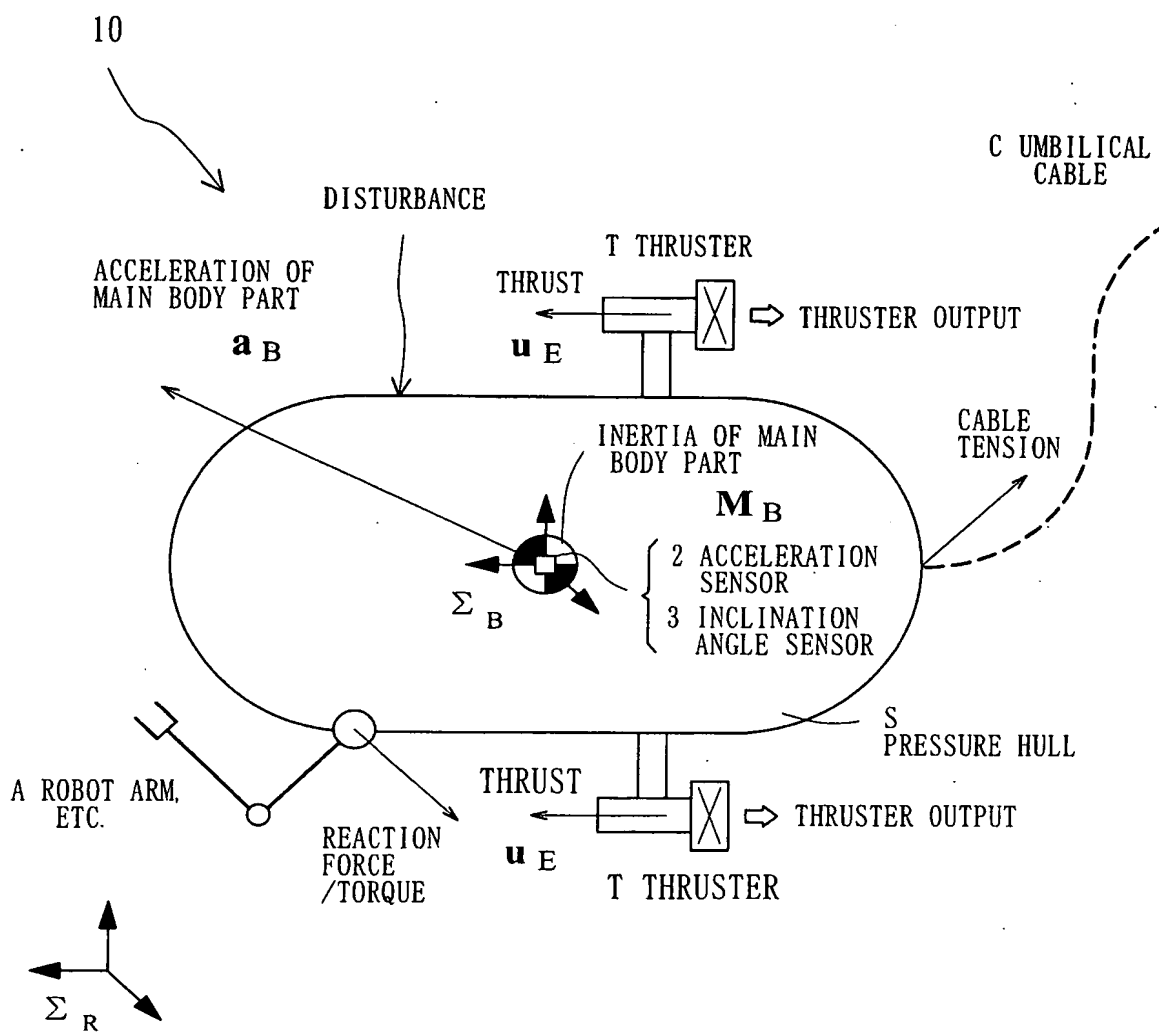 10
C UMBILICAL
CABLE
DISTURBANCE
T THRUSTER
ACCELERATION OF
MAIN BODY PART
THRUST
THRUSTER OUTPUT
a B
u E
CABLE
TENSION
INERTIA OF MAIN
BODY PART
M B
2 ACCELERATION
SENSOR
Σ B
3 INCLINATION
ANGLE SENSOR
S
PRESSURE HULL
A ROBOT ARM,
ETC.
THRUST
THRUSTER OUTPUT
REACTION
FORCE
/TORQUE
u E
T THRUSTER
Σ R